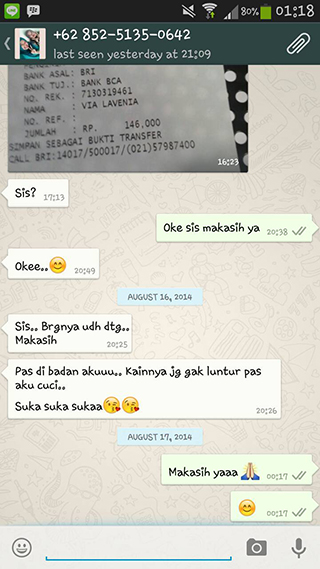 LINE
80%
01:18
+62 852-5135-0642
last seen yesterday at 21:09
BANK ASAL: BRI
BANK TUJ.: BANK BCA
NO. REK. : 7130319461
NAMA : VIA LAVENIA
NO. REF. :
JUMLAH : RP. 146,000
SIMPAN SEBAGAI BUKTI TRANSFER
CALL BRI:14017/500017/(021)57987400
16:23
Sis?
17:13
Oke sis makasih ya
20:38
Okee..😊
20:49
AUGUST 16, 2014
Sis.. Brgnya udh dtg..
Makasih
20:25
Pas di badan akuuu.. Kainnya jg gak luntur pas
aku cuci..
Suka suka sukaa😘😘
20:26
AUGUST 17, 2014
Makasih yaaa 🙏
00:17
😊
00:17